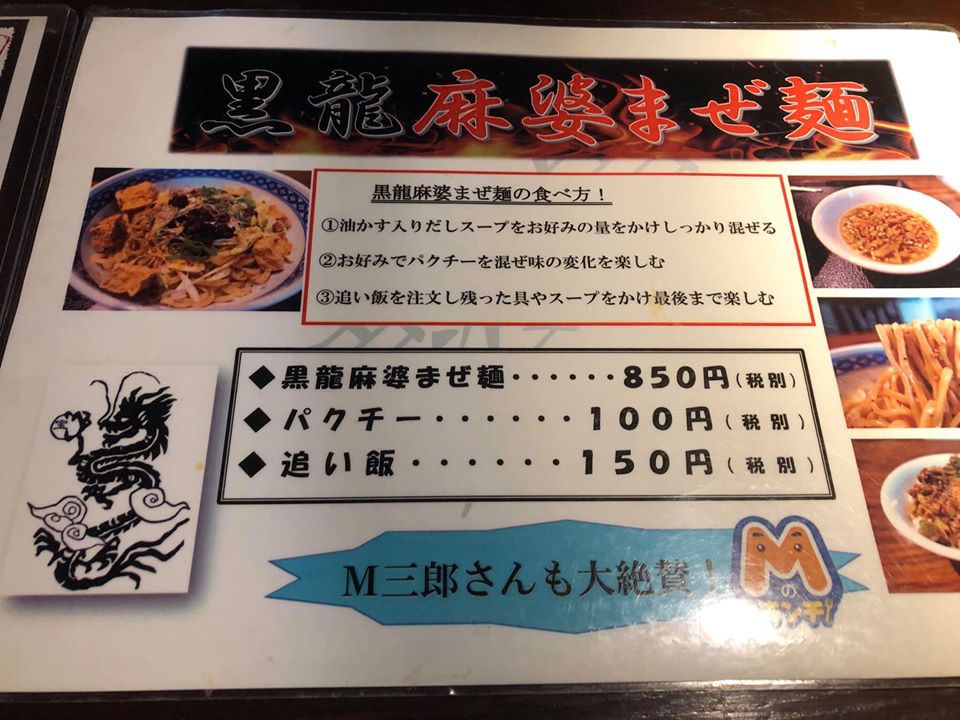 黒龍麻婆まぜ麺
黒龍麻婆まぜ麺の食べ方！
①油かす入りだしスープをお好みの量をかけしっかり混ぜる
②お好みでパクチーを混ぜ味の変化を楽しむ
③追い飯を注文し残った具やスープをかけ最後まで楽しむ
◆黒龍麻婆まぜ麺・・・・・・850円(税別)
◆パクチー・・・・・・100円(税別)
◆追い飯・・・・・・150円(税別)
M三郎さんも大絶賛！
Mの
ランチ！